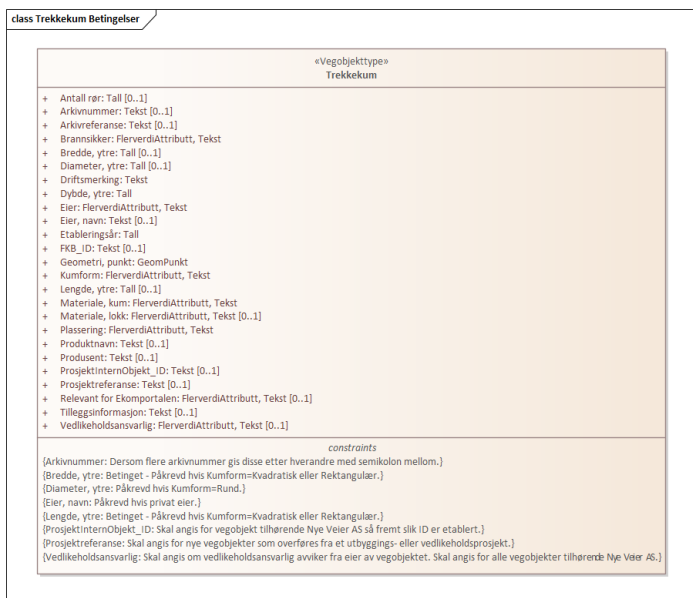 class Trekkekum Betingelser
«Vegobjekttype»
Trekkekum
+ Antall rør: Tall [0..1]
+ Arkivnummer: Tekst [0..1]
+ Arkivreferanse: Tekst [0..1]
+ Brannsikker: FlerverdiAttributt, Tekst
+ Bredde, ytre: Tall [0..1]
+ Diameter, ytre: Tall [0..1]
+ Driftsmerking: Tekst
+ Dybde, ytre: Tall
+ Eier: FlerverdiAttributt, Tekst
+ Eier, navn: Tekst [0..1]
+ Etableringsår: Tall
+ FKB_ID: Tekst [0..1]
+ Geometri, punkt: GeomPunkt
+ Kumform: FlerverdiAttributt, Tekst
+ Lengde, ytre: Tall [0..1]
+ Materiale, kum: FlerverdiAttributt, Tekst
+ Materiale, lokk: FlerverdiAttributt, Tekst [0..1]
+ Plassering: FlerverdiAttributt, Tekst
+ Produktnavn: Tekst [0..1]
+ Produsent: Tekst [0..1]
+ ProsjektInternObjekt_ID: Tekst [0..1]
+ Prosjektreferanse: Tekst [0..1]
+ Relevant for Ekomportalen: FlerverdiAttributt, Tekst [0..1]
+ Tilleggsinformasjon: Tekst [0..1]
+ Vedlikeholdsansvarlig: FlerverdiAttributt, Tekst [0..1]
constraints
{Arkivnummer: Dersom flere arkivnummer gis disse etter hverandre med semikolon mellom.}
{Bredde, ytre: Betinget - Påkrevd hvis Kumform=Kvadratisk eller Rektangulær.}
{Diameter, ytre: Påkrevd hvis Kumform=Rund.}
{Eier, navn: Påkrevd hvis privat eier.}
{Lengde, ytre: Betinget - Påkrevd hvis Kumform=Kvadratisk eller Rektangulær.}
{ProsjektInternObjekt_ID: Skal angis for vegobjekt tilhørende Nye Veier AS så fremt slik ID er etablert.}
{Prosjektreferanse: Skal angis for nye vegobjekter som overføres fra et utbyggings- eller vedlikeholdsprosjekt.}
{Vedlikeholdsansvarlig: Skal angis om vedlikeholdsansvarlig avviker fra eier av vegobjektet. Skal angis for alle vegobjekter tilhørende Nye Veier AS.}